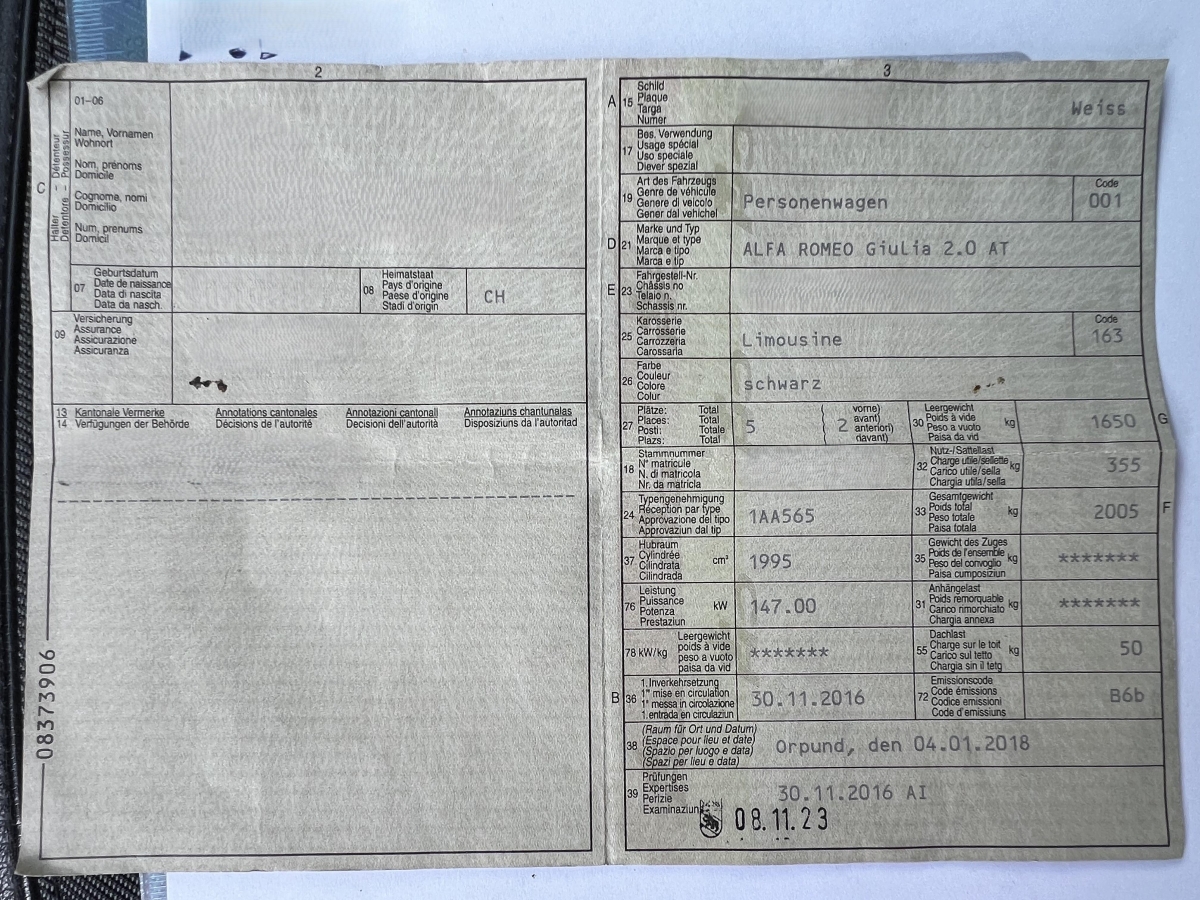 2
01-06
Name, Vornamen
Wohnort
Nom, prénoms
Domicile
Cognome, nomi
Domicilio
Num, prenums
Domicil
C
Halter - Détenteur
Detentore - Possessur
07
Geburtsdatum
Date de naissance
Data di nascita
Data da nasch.
08
Heimatstaat
Pays d'origine
Paese d'origine
Stadi d'origin
CH
09
Versicherung
Assurance
Assicurazione
Assicuranza
13 Kantonale Vermerke Annotations cantonales Annotazioni cantonali Annotaziuns chantunalas
14 Verfügungen der Behörde Décisions de l'autorité Decisioni dell'autorità Disposiziuns da l'autoritad
08373906
3
A 15
Schild
Plaque
Targa
Numer
Weiss
17
Bes. Verwendung
Usage spécial
Uso speciale
Diever spezial
19
Art des Fahrzeugs
Genre de véhicule
Genere di veicolo
Gener dal vehichel
Personenwagen
Code
001
D 21
Marke und Typ
Marque et type
Marca e tipo
Marca e tip
ALFA ROMEO Giulia 2.0 AT
E 23
Fahrgestell-Nr.
Châssis no
Telaio n.
Schassis nr.
25
Karosserie
Carrosserie
Carrozzeria
Carossaria
Limousine
Code
163
26
Farbe
Couleur
Colore
Colur
schwarz
27
Plätze: Total
Places: Total
Posti: Totale
Plazs: Total
5
2
vorne)
avant)
anteriori)
davant)
30
Leergewicht
Poids à vide
Peso a vuoto
Paisa da vid
kg
1650
G
18
Stammnummer
N° matricule
N. di matricola
Nr. da matricla
32
Nutz-/Sattellast
Charge utile/sellette
Carico utile/sella
Chargia utila/sella
kg
355
24
Typengenehmigung
Réception par type
Approvazione del tipo
Approvaziun dal tip
1AA565
33
Gesamtgewicht
Poids total
Peso totale
Paisa totala
kg
2005
F
37
Hubraum
Cylindrée
Cilindrata
Cilindrada
cm³
1995
35
Gewicht des Zuges
Poids de l'ensemble
Peso del convoglio
Paisa cumposiziun
kg
*******
76
Leistung
Puissance
Potenza
Prestaziun
kW
147.00
31
Anhängelast
Poids remorquable
Carico rimorchiato
Chargia annexa
kg
*******
78 kW/kg
Leergewicht
poids à vide
peso a vuoto
paisa da vid
*******
55
Dachlast
Charge sur le toit
Carico sul tetto
Chargia sin il tetg
kg
50
B 36
1. Inverkehrsetzung
1re mise en circulation
1a messa in circolazione
1. entrada en circulaziun
30.11.2016
72
Emissionscode
Code émissions
Codice emissioni
Code d'emissiuns
B6b
38
(Raum für Ort und Datum)
(Espace pour lieu et date)
(Spazio per luogo e data)
(Spazi per lieu e data)
Orpund, den 04.01.2018
39
Prüfungen
Expertises
Perizie
Examinaziuns
30.11.2016 AI
08.11.23